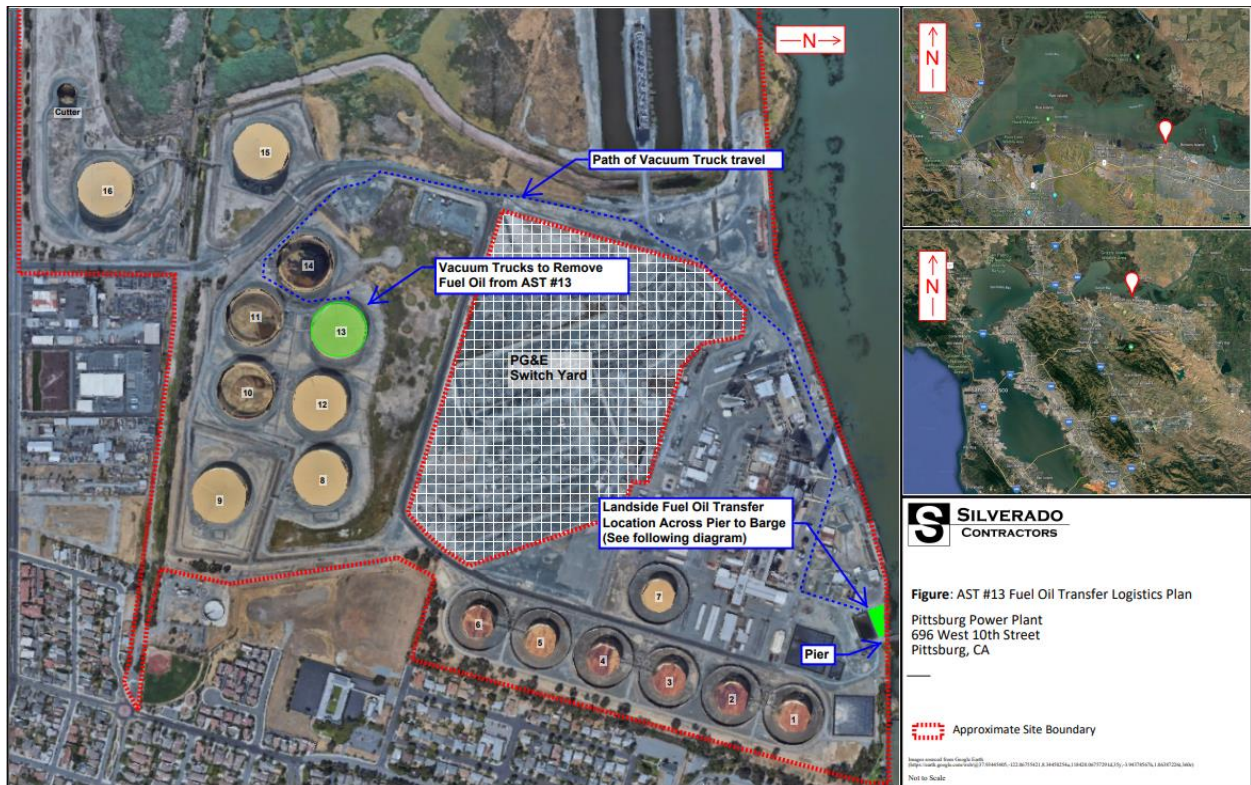 N
Cutter
15
16
Path of Vacuum Truck travel
14
Vacuum Trucks to Remove
Fuel Oil from AST #13
11
13
10
12
9
8
PG&E
Switch Yard
Landside Fuel Oil Transfer
Location Across Pier to Barge
(See following diagram)
7
6
5
4
3
2
1
Pier
N
N
S
SILVERADO
CONTRACTORS
Figure: AST #13 Fuel Oil Transfer Logistics Plan
Pittsburg Power Plant
696 West 10th Street
Pittsburg, CA
Approximate Site Boundary
Images sourced from Google Earth
Not to Scale